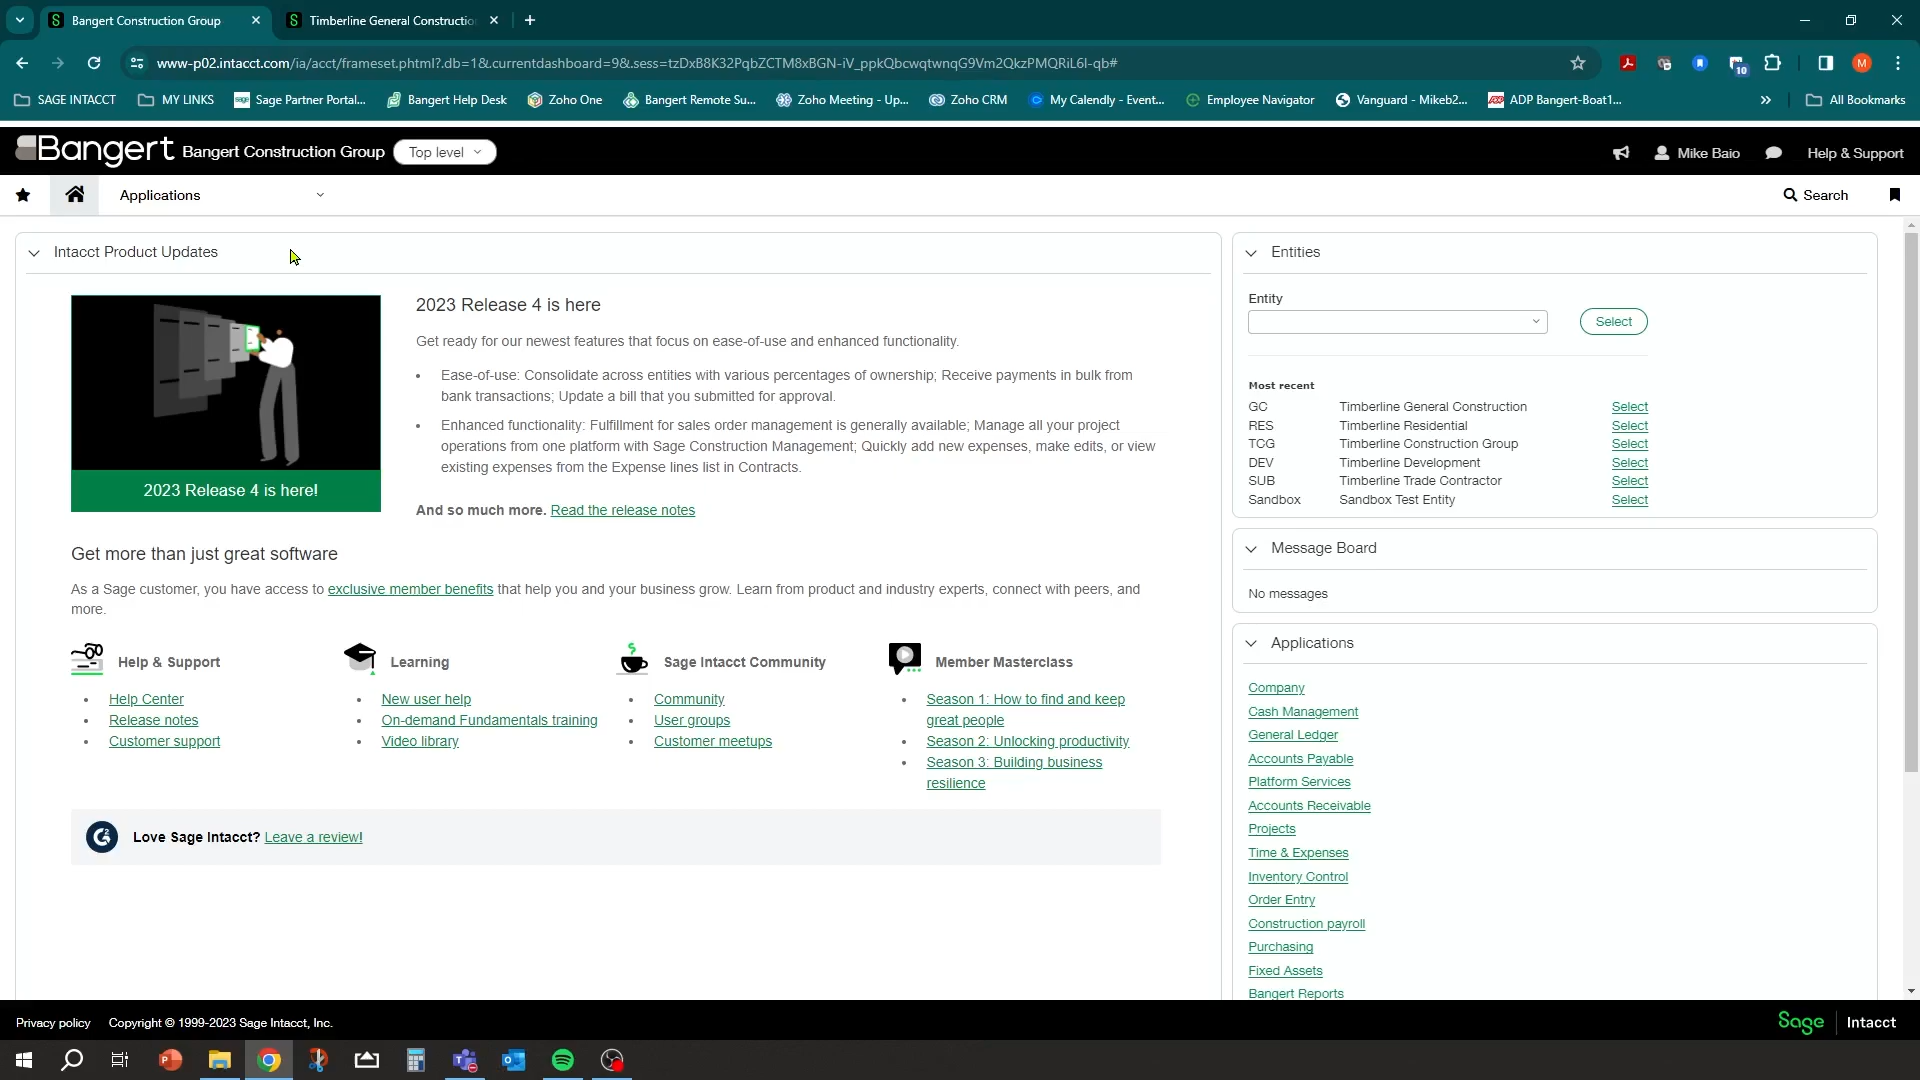 Bangert Construction Group
Timberline General Constructio
www-p02.intacct.com/ia/acct/frameset.phtml?.db=1&.currentdashboard=9&.sess=tzDxB8K32PqbZCTM8xBGN-iV_ppkQbcwqtwnqG9Vm2QkzPMQRiL6l-qb#
10
M
SAGE INTACCT
MY LINKS
Sage Partner Portal...
Bangert Help Desk
Zoho One
Bangert Remote Su...
Zoho Meeting - Up...
Zoho CRM
My Calendly - Event...
Employee Navigator
Vanguard - Mikeb2...
ADP Bangert-Boat1...
All Bookmarks
Bangert
Bangert Construction Group
Top level
Mike Baio
Help & Support
Applications
Search
Intacct Product Updates
2023 Release 4 is here!
2023 Release 4 is here
Get ready for our newest features that focus on ease-of-use and enhanced functionality.
• Ease-of-use: Consolidate across entities with various percentages of ownership; Receive payments in bulk from
bank transactions; Update a bill that you submitted for approval.
• Enhanced functionality: Fulfillment for sales order management is generally available; Manage all your project
operations from one platform with Sage Construction Management; Quickly add new expenses, make edits, or view
existing expenses from the Expense lines list in Contracts.
And so much more. Read the release notes
Get more than just great software
As a Sage customer, you have access to exclusive member benefits that help you and your business grow. Learn from product and industry experts, connect with peers, and
more.
Help & Support
• Help Center
• Release notes
• Customer support
Learning
• New user help
• On-demand Fundamentals training
• Video library
Sage Intacct Community
• Community
• User groups
• Customer meetups
Member Masterclass
• Season 1: How to find and keep
great people
• Season 2: Unlocking productivity
• Season 3: Building business
resilience
Love Sage Intacct? Leave a review!
Entities
Entity
Select
Most recent
GC Timberline General Construction Select
RES Timberline Residential Select
TCG Timberline Construction Group Select
DEV Timberline Development Select
SUB Timberline Trade Contractor Select
Sandbox Sandbox Test Entity Select
Message Board
No messages
Applications
Company
Cash Management
General Ledger
Accounts Payable
Platform Services
Accounts Receivable
Projects
Time & Expenses
Inventory Control
Order Entry
Construction payroll
Purchasing
Fixed Assets
Bangert Reports
Privacy policy
Copyright © 1999-2023 Sage Intacct, Inc.
Sage
Intacct